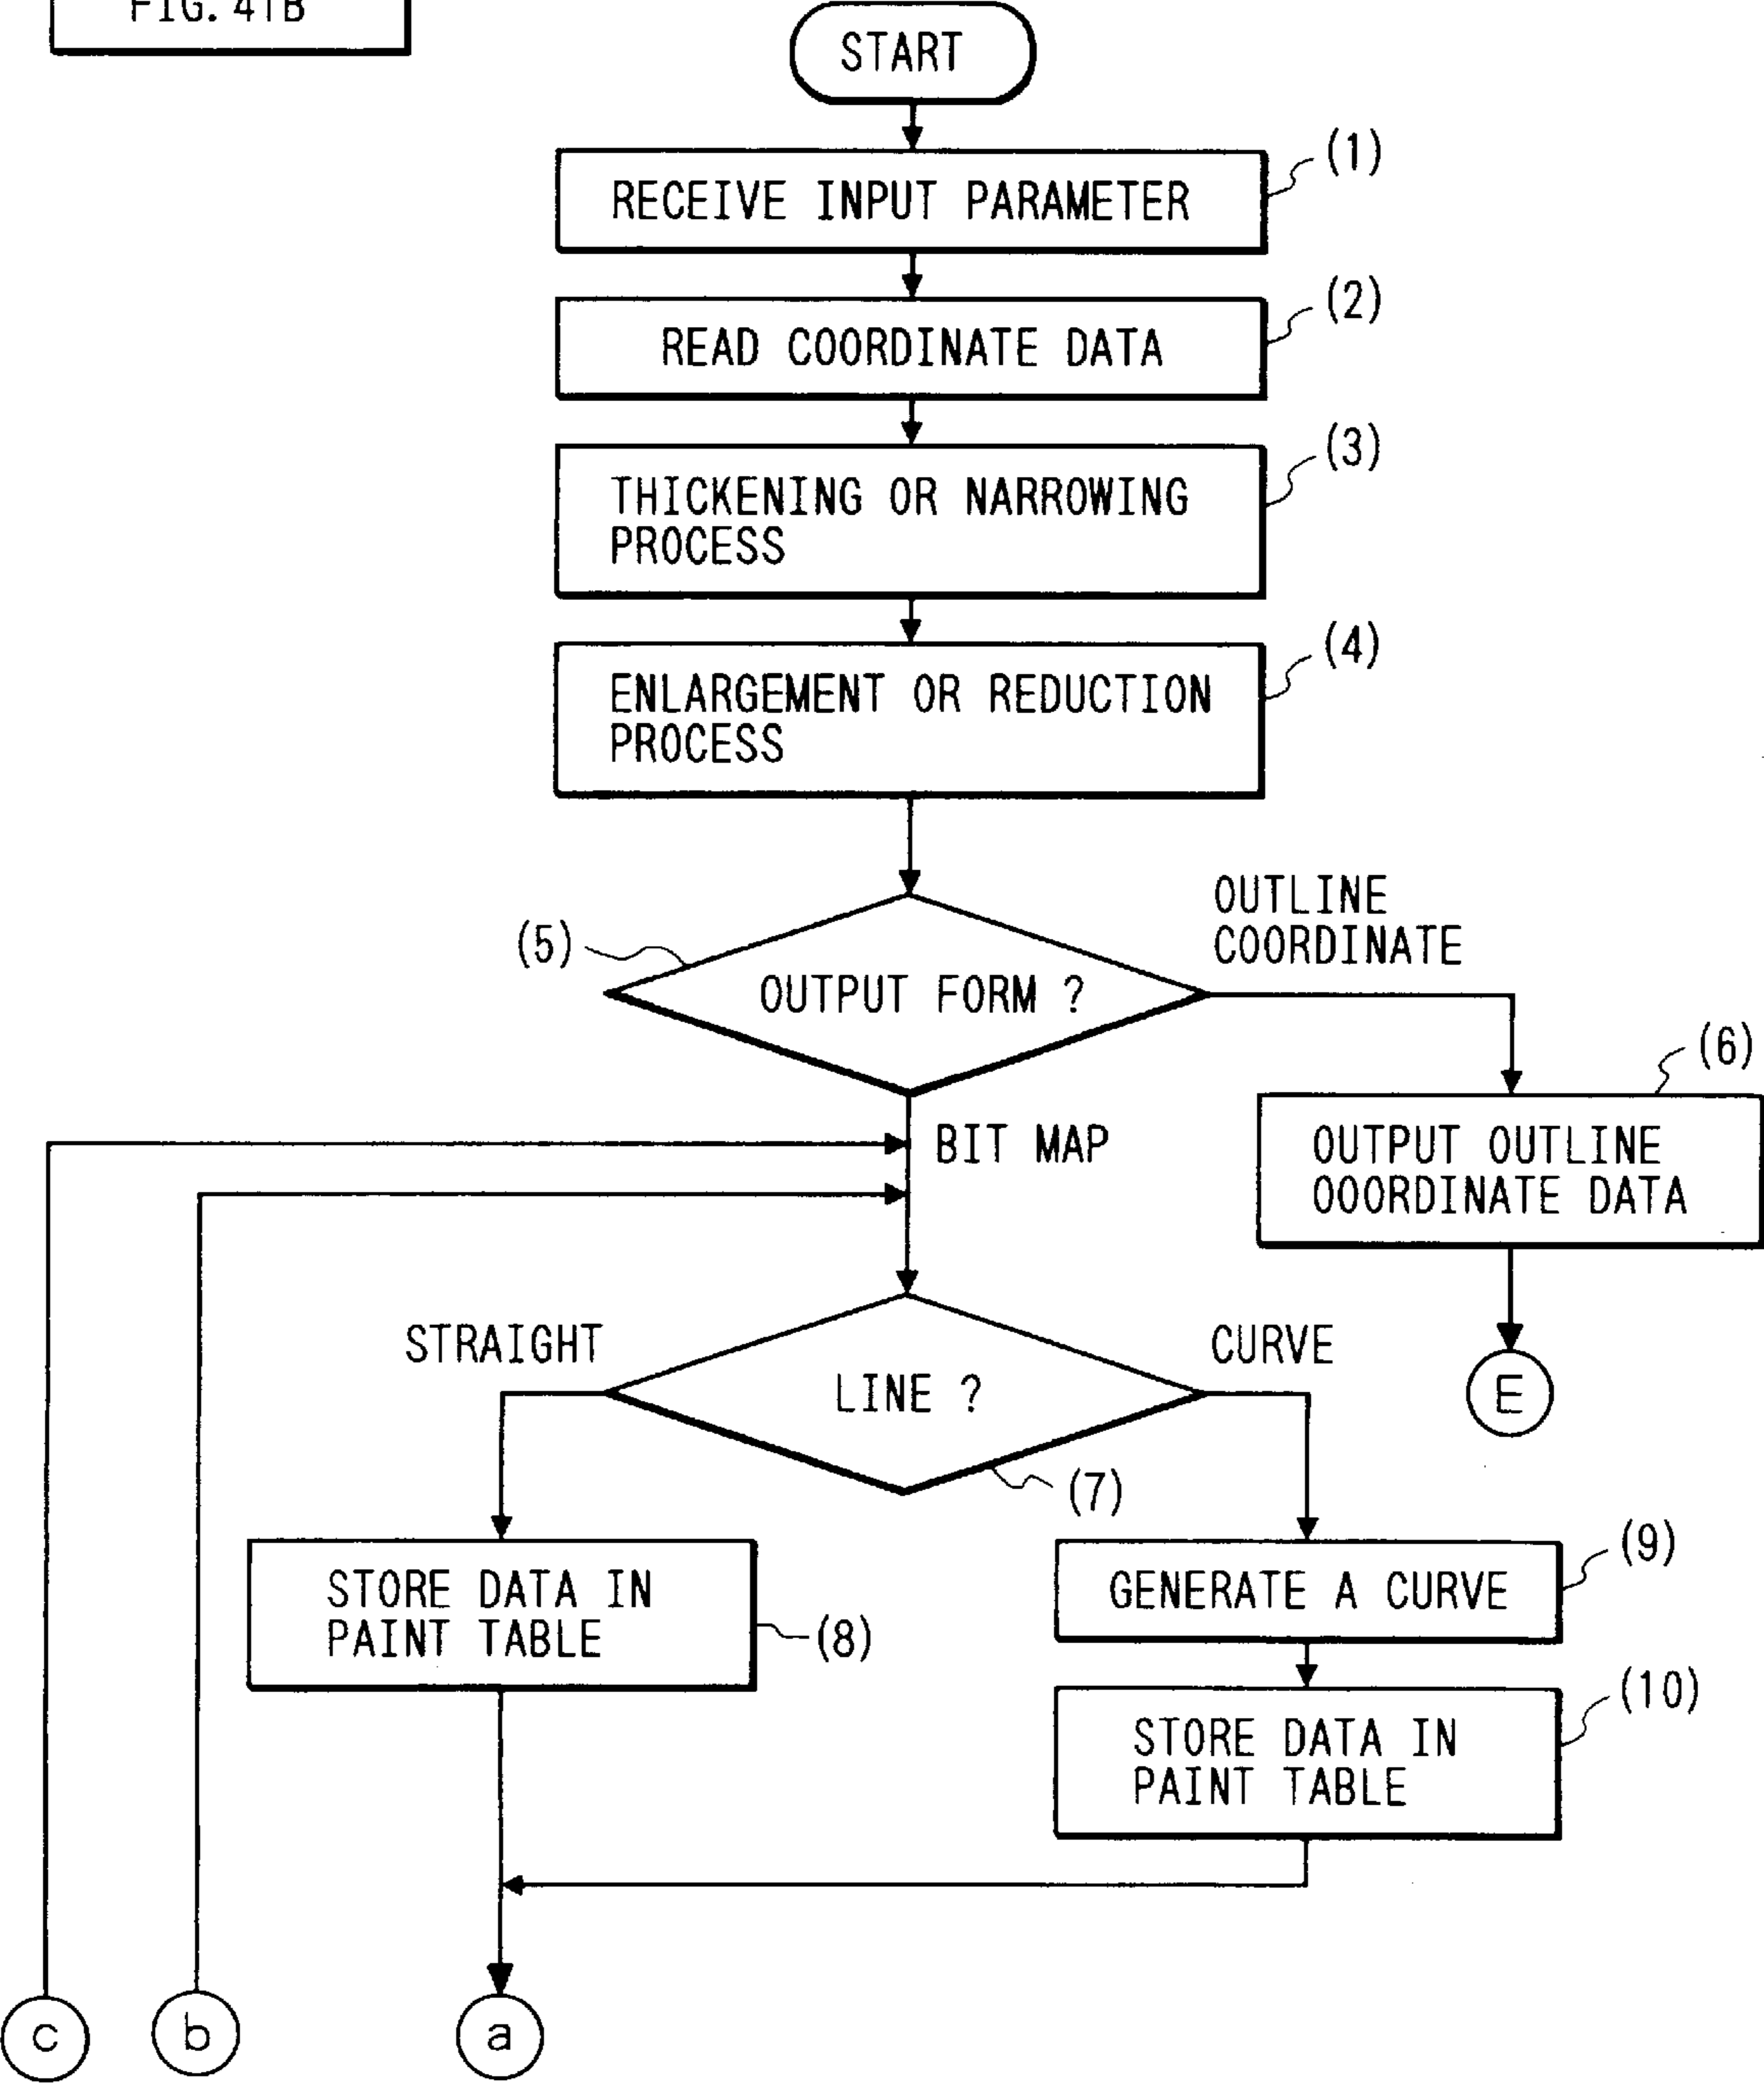 FIG. 41B
START
(1)
RECEIVE INPUT PARAMETER
(2)
READ COORDINATE DATA
(3)
THICKENING OR NARROWING
PROCESS
(4)
ENLARGEMENT OR REDUCTION
PROCESS
(5)
OUTPUT FORM ?
OUTLINE
COORDINATE
(6)
BIT MAP
OUTPUT OUTLINE
OOORDINATE DATA
E
STRAIGHT
LINE ?
CURVE
(7)
STORE DATA IN
PAINT TABLE
(8)
(9)
GENERATE A CURVE
(10)
STORE DATA IN
PAINT TABLE
c
b
a